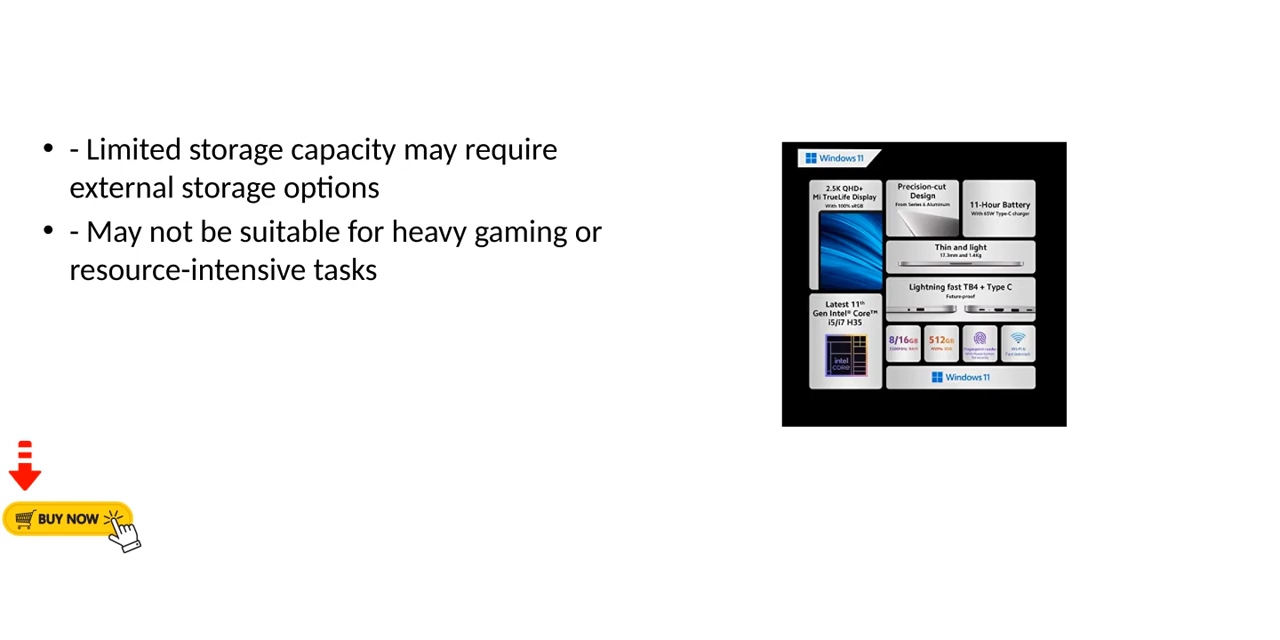 • - Limited storage capacity may require
external storage options
• - May not be suitable for heavy gaming or
resource-intensive tasks
Windows 11
2.5K QHD+
Mi TrueLife Display
With 100% sRGB
Precision-cut
Design
From Series 6 Aluminum
11-Hour Battery
With 65W Type-C charger
Thin and light
17.3mm and 1.4Kg
Lightning fast TB4 + Type C
Future proof
Latest 11th
Gen Intel® Core™
i5/i7 H35
intel
CORE
8/16GB
512GB
Windows 11
BUY NOW